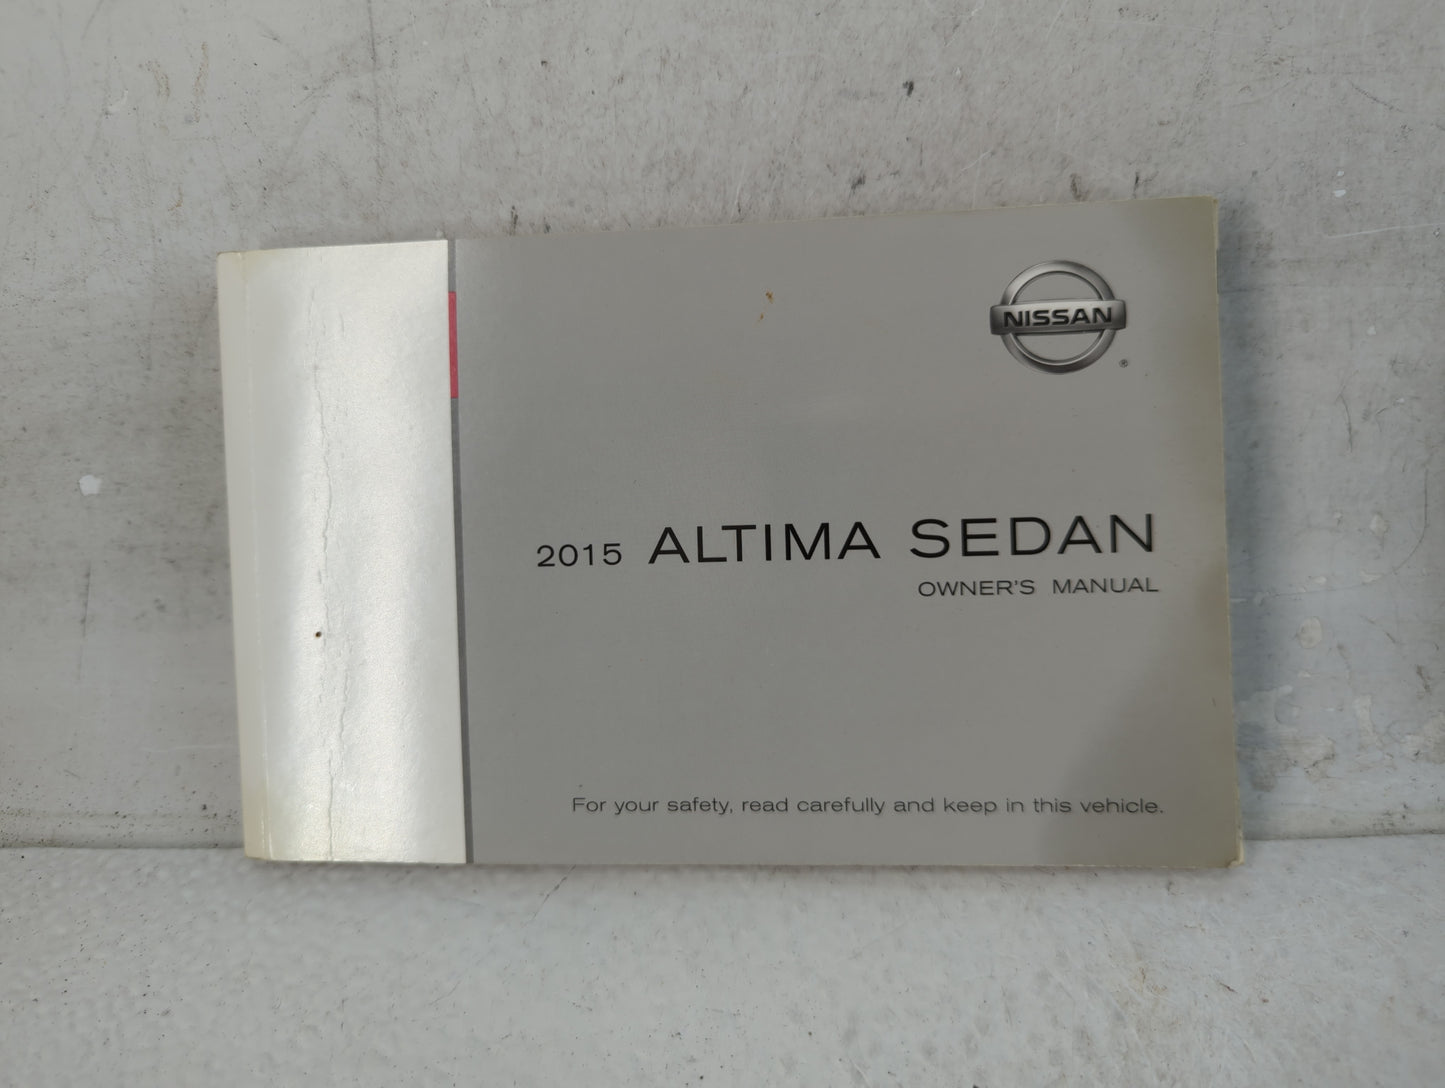 NISSAN
®
2015 ALTIMA SEDAN
OWNER'S MANUAL
For your safety, read carefully and keep in this vehicle.